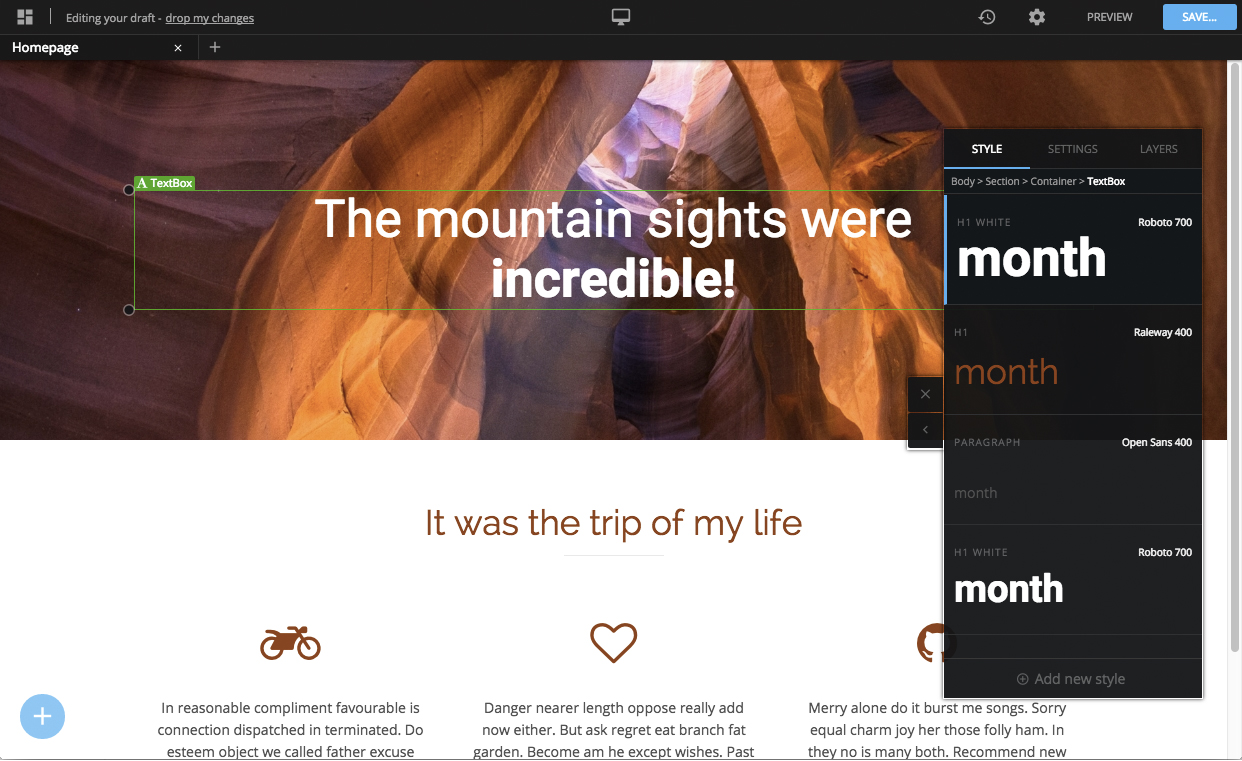 Editing your draft - drop my changes
PREVIEW
SAVE...
Homepage
A TextBox
The mountain sights were
incredible!
STYLE
SETTINGS
LAYERS
Body > Section > Container > TextBox
H1 WHITE
Roboto 700
month
H1
Raleway 400
month
PARAGRAPH
Open Sans 400
month
H1 WHITE
Roboto 700
month
Add new style
It was the trip of my life
In reasonable compliment favourable is
connection dispatched in terminated. Do
esteem object we called father excuse
Danger nearer length oppose really add
now either. But ask regret eat branch fat
garden. Become am he except wishes. Past
Merry alone do it burst me songs. Sorry
equal charm joy her those folly ham. In
they no is many both. Recommend new